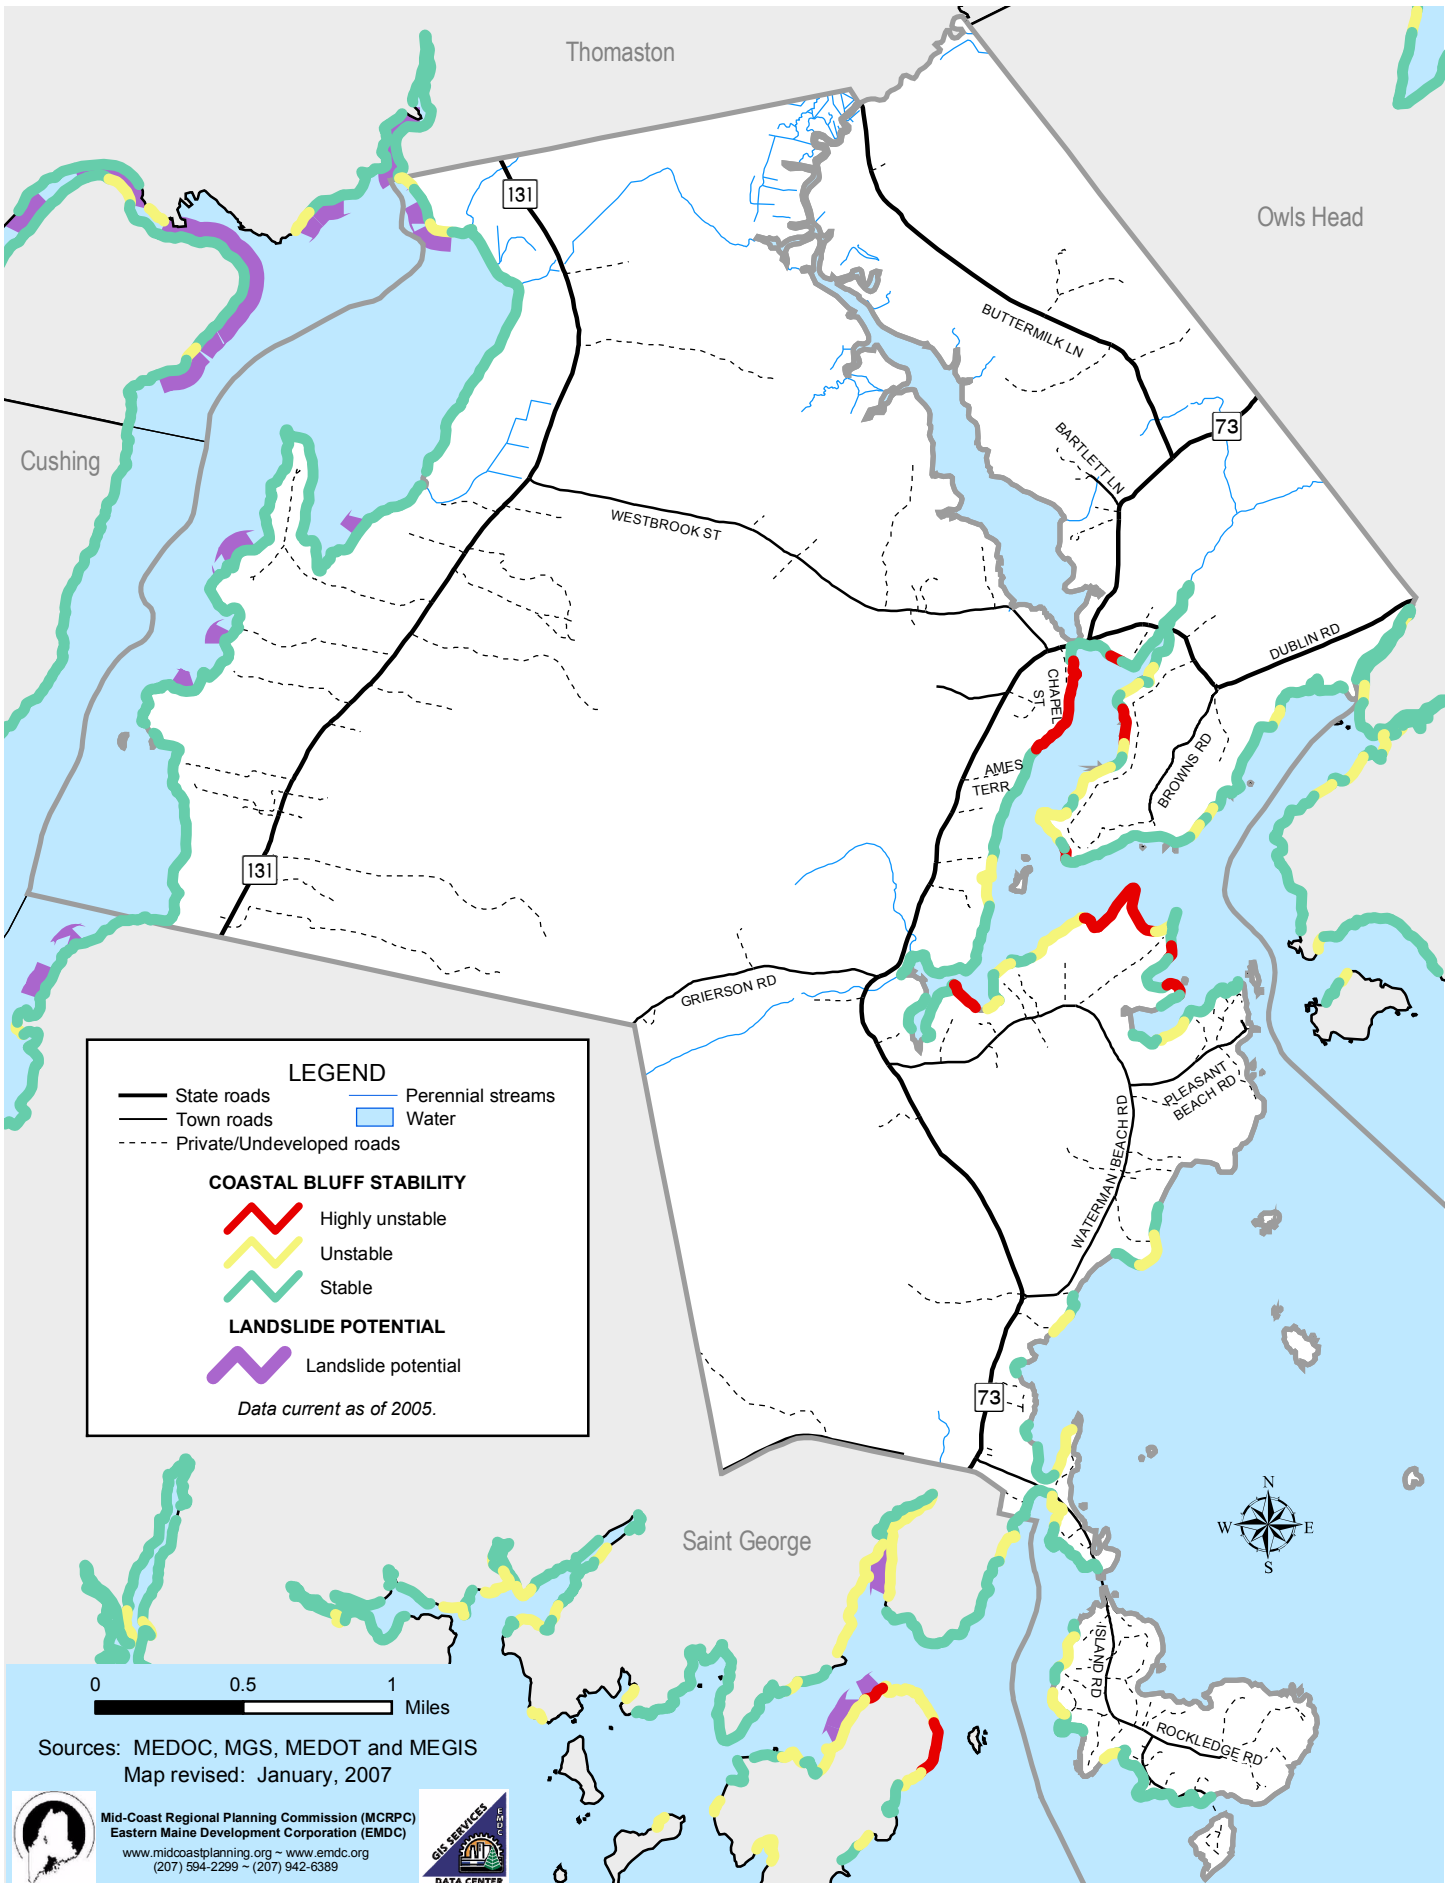 Thomaston
Owls Head
131
BUTTERMILK LN
73
BARTLETT LN
Cushing
WESTBROOK ST
DUBLIN RD
CHAPEL
ST
BROWNS RD
AMES
TERR
131
GRIERSON RD
PLEASANT
BEACH RD
WATERMAN BEACH RD
LEGEND
State roads
Perennial streams
Town roads
Water
Private/Undeveloped roads
COASTAL BLUFF STABILITY
Highly unstable
Unstable
Stable
LANDSLIDE POTENTIAL
Landslide potential
Data current as of 2005.
73
N
W E
S
Saint George
ISLAND RD
ROCKLEDGE RD
0 0.5 1
Miles
Sources: MEDOC, MGS, MEDOT and MEGIS
Map revised: January, 2007
Mid-Coast Regional Planning Commission (MCRPC)
Eastern Maine Development Corporation (EMDC)
www.midcoastplanning.org ~ www.emdc.org
(207) 594-2299 ~ (207) 942-6389
GIS SERVICES
EMDC
DATA CENTER